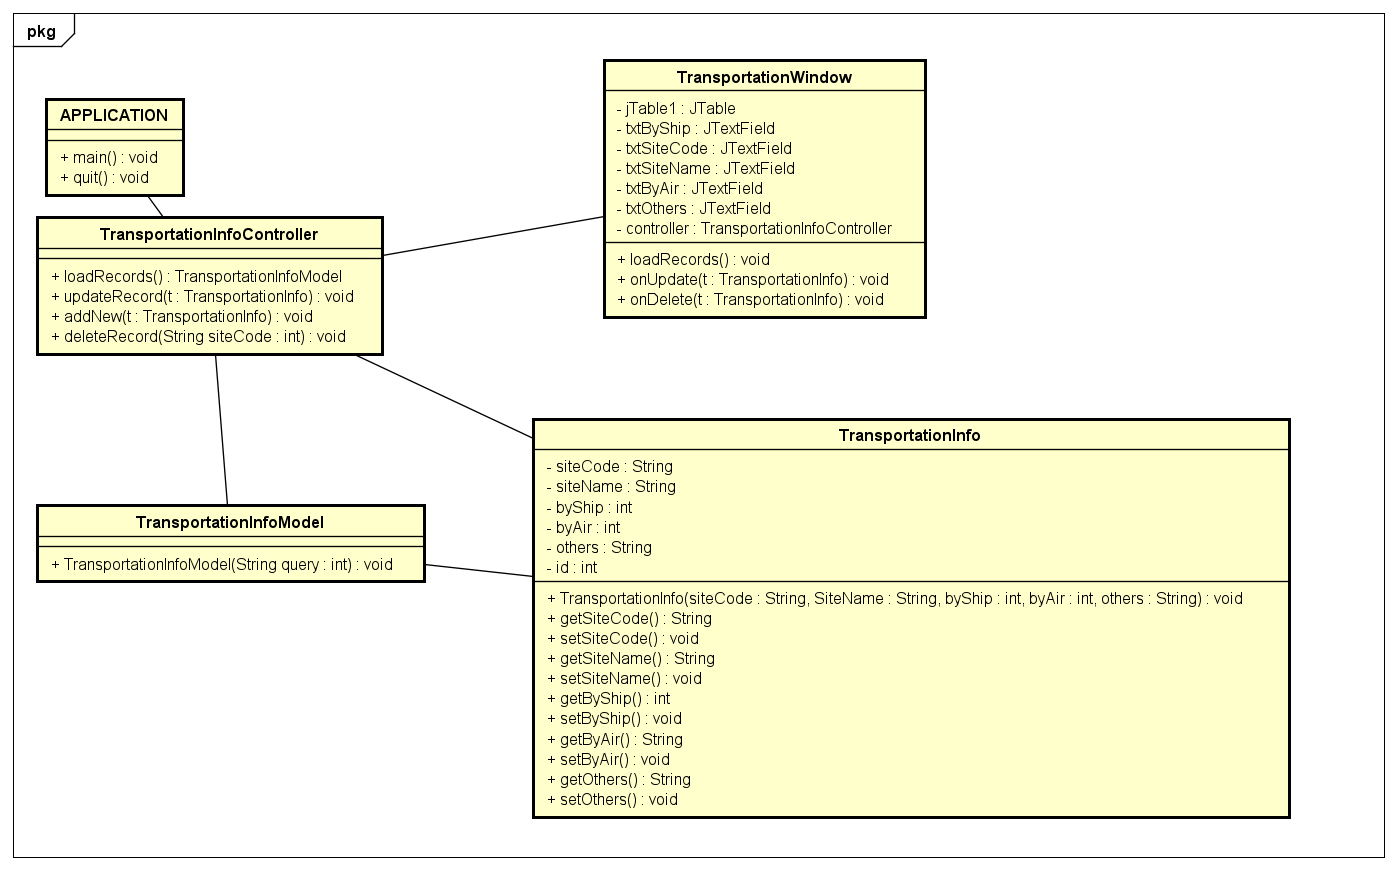 pkg
APPLICATION
+ main() : void
+ quit() : void
TransportationWindow
- jTable1 : JTable
- txtByShip : JTextField
- txtSiteCode : JTextField
- txtSiteName : JTextField
- txtByAir : JTextField
- txtOthers : JTextField
- controller : TransportationInfoController
+ loadRecords() : void
+ onUpdate(t : TransportationInfo) : void
+ onDelete(t : TransportationInfo) : void
TransportationInfoController
+ loadRecords() : TransportationInfoModel
+ updateRecord(t : TransportationInfo) : void
+ addNew(t : TransportationInfo) : void
+ deleteRecord(String siteCode : int) : void
TransportationInfo
- siteCode : String
- siteName : String
- byShip : int
- byAir : int
- others : String
- id : int
+ TransportationInfo(siteCode : String, SiteName : String, byShip : int, byAir : int, others : String) : void
+ getSiteCode() : String
+ setSiteCode() : void
+ getSiteName() : String
+ setSiteName() : void
+ getByShip() : int
+ setByShip() : void
+ getByAir() : String
+ setByAir() : void
+ getOthers() : String
+ setOthers() : void
TransportationInfoModel
+ TransportationInfoModel(String query : int) : void